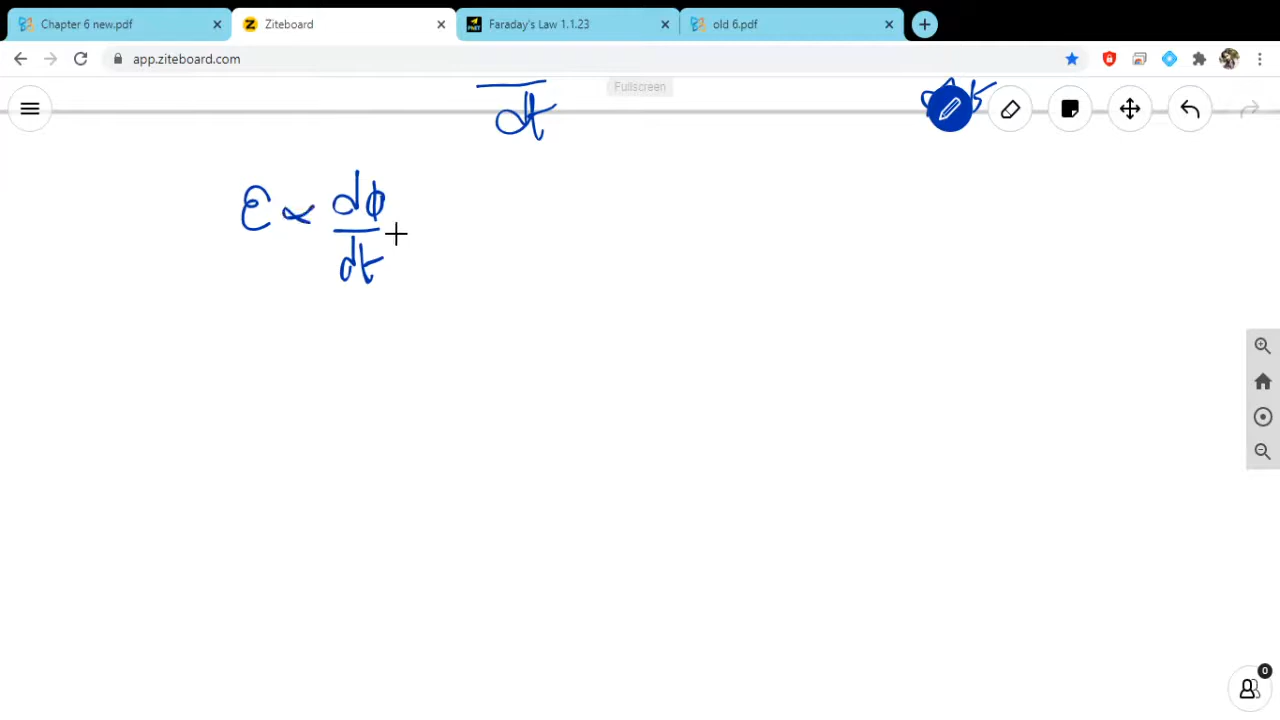 Chapter 6 new.pdf
Ziteboard
Faraday's Law 1.1.23
old 6.pdf
app.ziteboard.com
Fullscreen
dt
ε ∝ dφ
dt
0